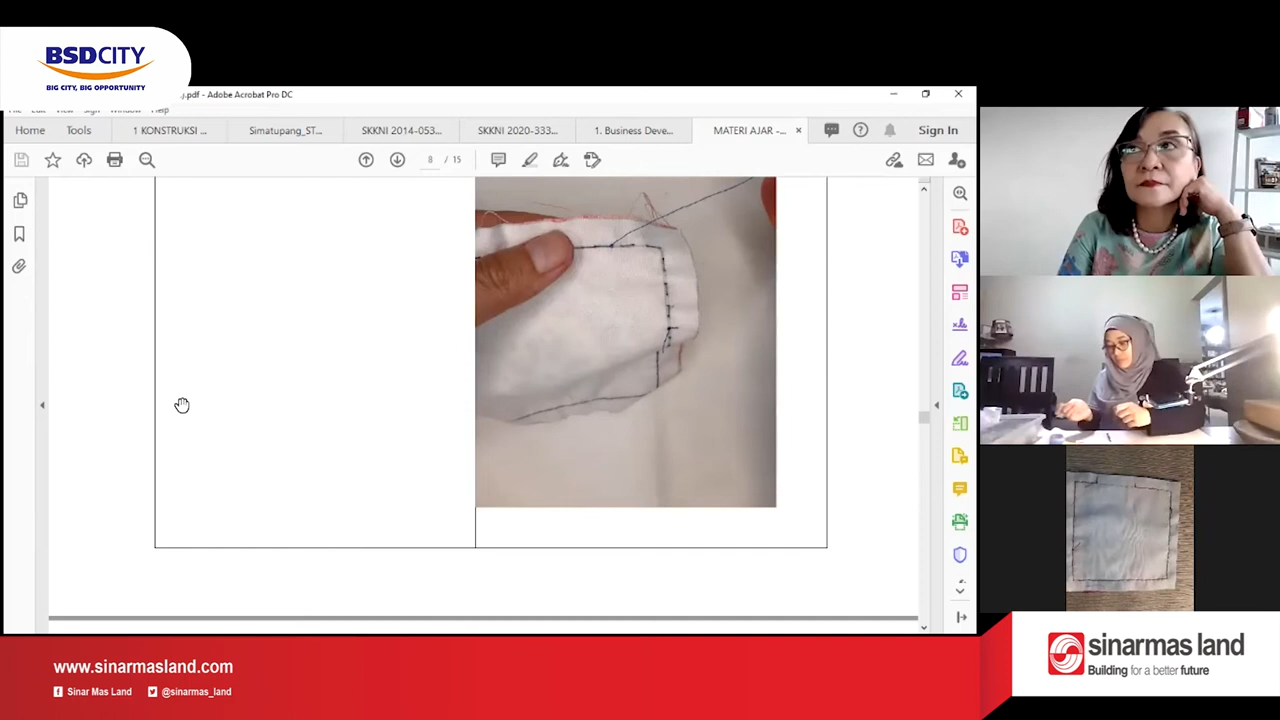 BSDCITY
BIG CITY, BIG OPPORTUNITY
.pdf - Adobe Acrobat Pro DC
Help
Home
Tools
1 KONSTRUKSI ...
Simatupang_ST...
SKKNI 2014-053...
SKKNI 2020-333...
1. Business Deve...
MATERI AJAR -...
Sign In
8 / 15
www.sinarmasland.com
Sinar Mas Land
@sinarmas_land
sinarmas land
Building for a better future